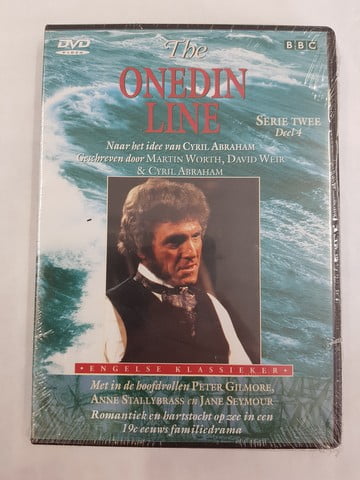 DVD
VIDEO
BBC
The
ONEDIN
LINE
SERIE TWEE
Deel 4
Naar het idee van CYRIL ABRAHAM
Geschreven door MARTIN WORTH, DAVID WEIR
& CYRIL ABRAHAM
• ENGELSE KLASSIEKER •
Met in de hoofdrollen PETER GILMORE,
ANNE STALLYBRASS en JANE SEYMOUR
Romantiek en hartstocht op zee in een
19e eeuws familiedrama